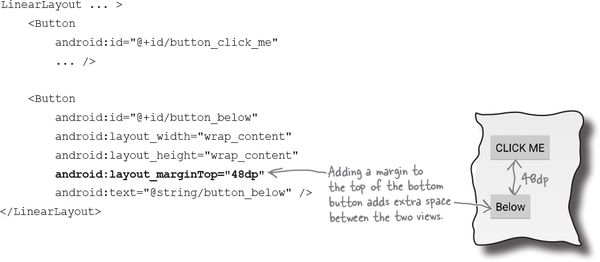 LinearLayout ... >
<Button
android:id="@+id/button_click_me"
... />
<Button
android:id="@+id/button_below"
android:layout_width="wrap_content"
android:layout_height="wrap_content"
android:layout_marginTop="48dp"
android:text="@string/button_below" />
</LinearLayout>
Adding a margin to
the top of the bottom
button adds extra space
between the two views.
CLICK ME
48dp
Below